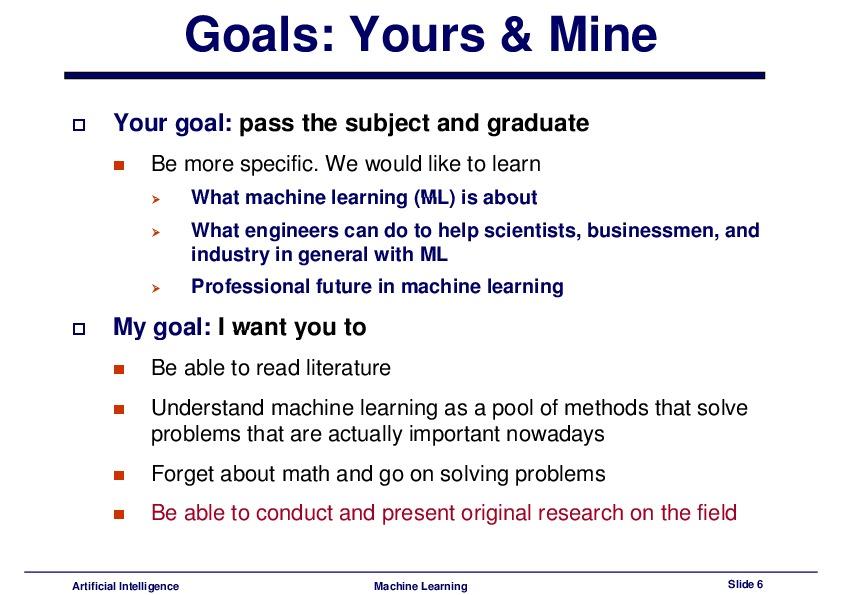 Goals: Yours & Mine
Your goal: pass the subject and graduate
Be more specific. We would like to learn
What machine learning (ML) is about
What engineers can do to help scientists, businessmen, and
industry in general with ML
Professional future in machine learning
My goal: I want you to
Be able to read literature
Understand machine learning as a pool of methods that solve
problems that are actually important nowadays
Forget about math and go on solving problems
Be able to conduct and present original research on the field
Artificial Intelligence
Machine Learning
Slide 6